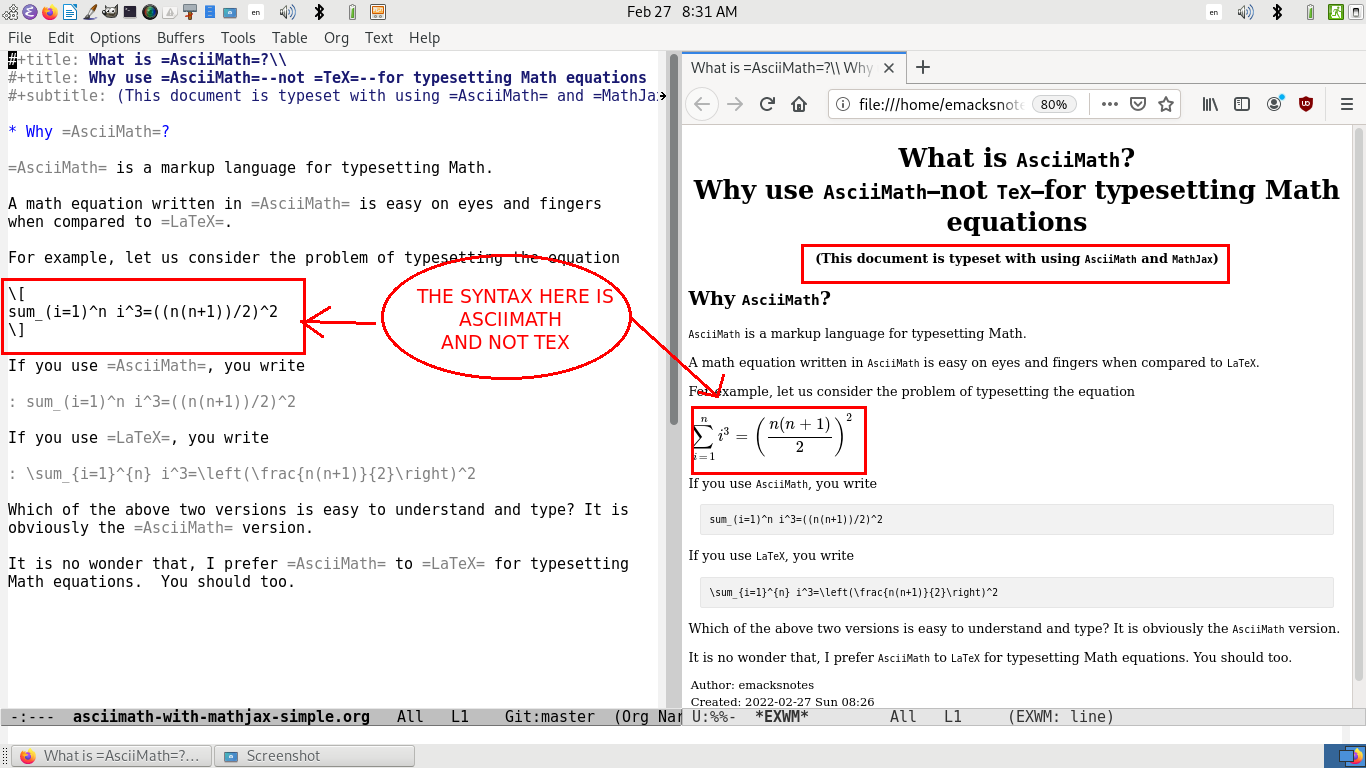 en
Feb 27 8:31 AM
en
File Edit Options Buffers Tools Table Org Text Help
#+title: What is =AsciiMath=?\\
#+title: Why use =AsciiMath=--not =TeX=--for typesetting Math equations
#+subtitle: (This document is typeset with using =AsciiMath= and =MathJa
* Why =AsciiMath=?
=AsciiMath= is a markup language for typesetting Math.
A math equation written in =AsciiMath= is easy on eyes and fingers
when compared to =LaTeX=.
For example, let us consider the problem of typesetting the equation
\[
sum_(i=1)^n i^3=((n(n+1))/2)^2
\]
If you use =AsciiMath=, you write
: sum_(i=1)^n i^3=((n(n+1))/2)^2
If you use =LaTeX=, you write
: \sum_{i=1}^{n} i^3=\left(\frac{n(n+1)}{2}\right)^2
Which of the above two versions is easy to understand and type? It is
obviously the =AsciiMath= version.
It is no wonder that, I prefer =AsciiMath= to =LaTeX= for typesetting
Math equations.  You should too.
-:--- asciimath-with-mathjax-simple.org All L1 Git:master (Org Nar
THE SYNTAX HERE IS
ASCIIMATH
AND NOT TEX
What is =AsciiMath=?\\ Why
file:///home/emacksnote
80%
What is AsciiMath?
Why use AsciiMath—not TeX—for typesetting Math
equations
(This document is typeset with using AsciiMath and MathJax)
Why AsciiMath?
AsciiMath is a markup language for typesetting Math.
A math equation written in AsciiMath is easy on eyes and fingers when compared to LaTeX.
For example, let us consider the problem of typesetting the equation
∑_{i=1}^{n} i^3 = (n(n+1)/2)^2
If you use AsciiMath, you write
sum_(i=1)^n i^3=((n(n+1))/2)^2
If you use LaTeX, you write
\sum_{i=1}^{n} i^3=\left(\frac{n(n+1)}{2}\right)^2
Which of the above two versions is easy to understand and type? It is obviously the AsciiMath version.
It is no wonder that, I prefer AsciiMath to LaTeX for typesetting Math equations. You should too.
Author: emacksnotes
Created: 2022-02-27 Sun 08:26
U:%%- *EXWM* All L1 (EXWM: line)
What is =AsciiMath=?...
Screenshot